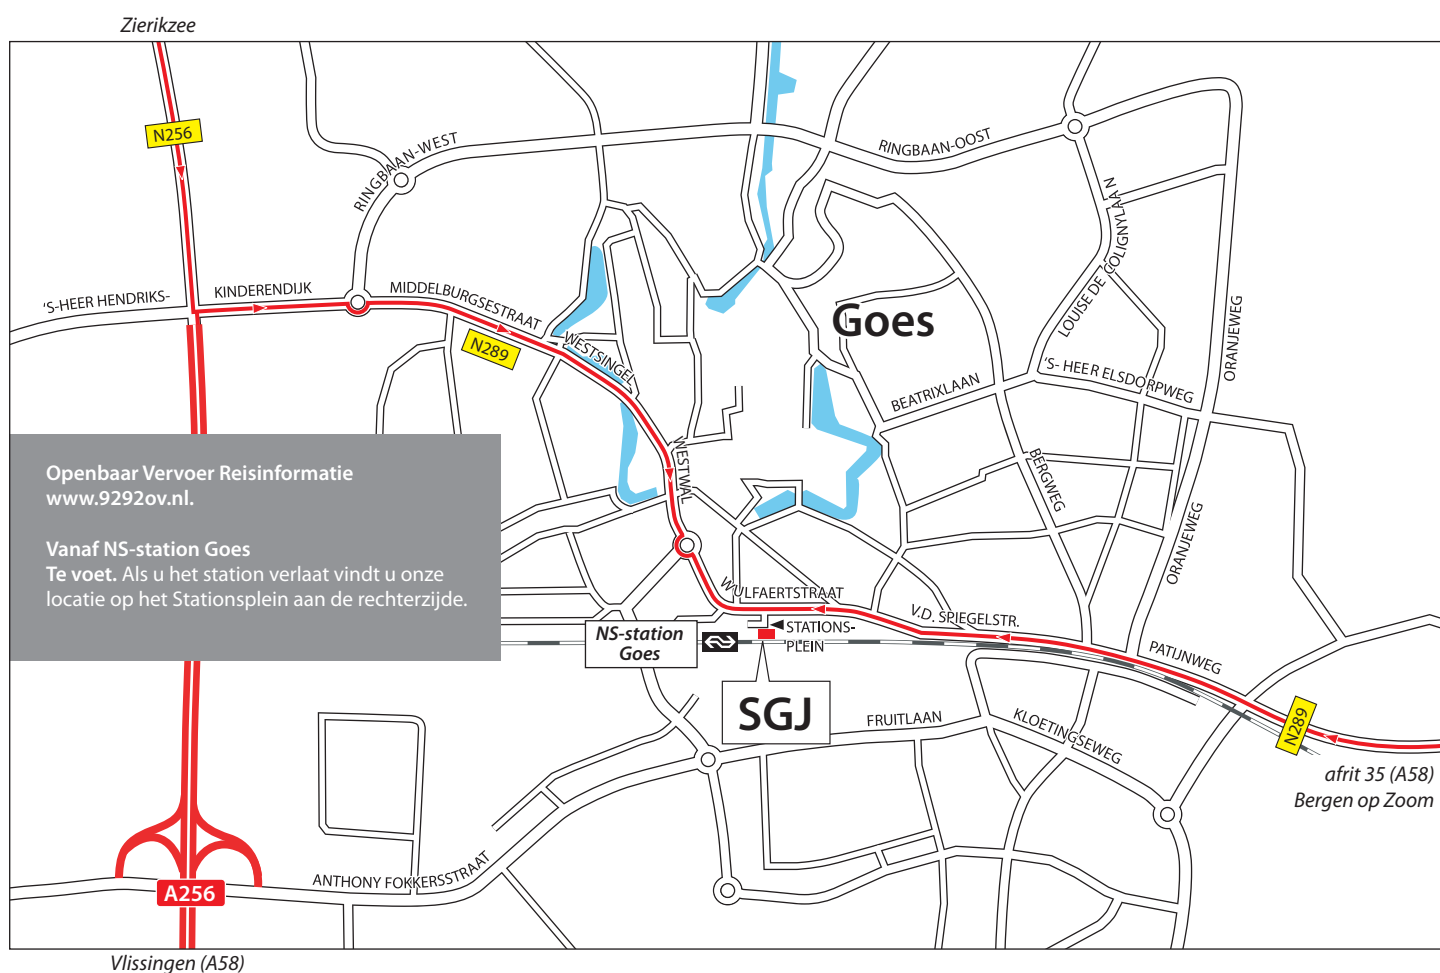 Zierikzee
N256
RINGBAAN-WEST
RINGBAAN-OOST
LOUISE DE COLIGNYLAAN
'S-HEER HENDRIKS-
KINDERENDIJK
MIDDELBURGSESTRAAT
N289
WESTSINGEL
Goes
ORANJEWEG
'S- HEER ELSDORPWEG
BEATRIXLAAN
WESTWAL
BERGWEG
ORANJEWEG
Openbaar Vervoer Reisinformatie
www.9292ov.nl.
Vanaf NS-station Goes
Te voet. Als u het station verlaat vindt u onze
locatie op het Stationsplein aan de rechterzijde.
WULFAERTSTRAAT
V.D. SPIEGELSTR.
NS-station
Goes
STATIONS-
PLEIN
PATIJNWEG
SGJ
FRUITLAAN
KLOETINGSEWEG
N289
afrit 35 (A58)
Bergen op Zoom
ANTHONY FOKKERSSTRAAT
A256
Vlissingen (A58)